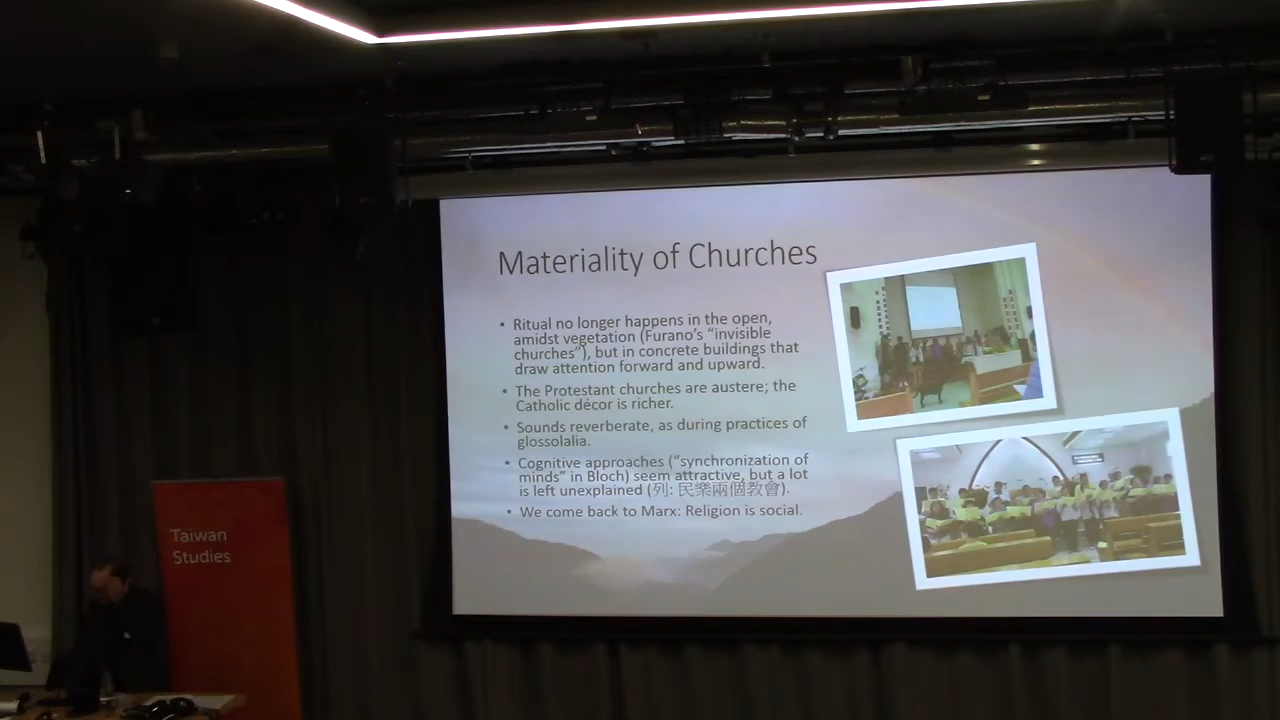 Materiality of Churches
• Ritual no longer happens in the open,
amidst vegetation (Furano's "invisible
churches"), but in concrete buildings that
draw attention forward and upward.
• The Protestant churches are austere; the
Catholic décor is richer.
• Sounds reverberate, as during practices of
glossolalia.
• Cognitive approaches ("synchronization of
minds" in Bloch) seem attractive, but a lot
is left unexplained (列: 民樂兩個教會).
• We come back to Marx: Religion is social.
Taiwan
Studies